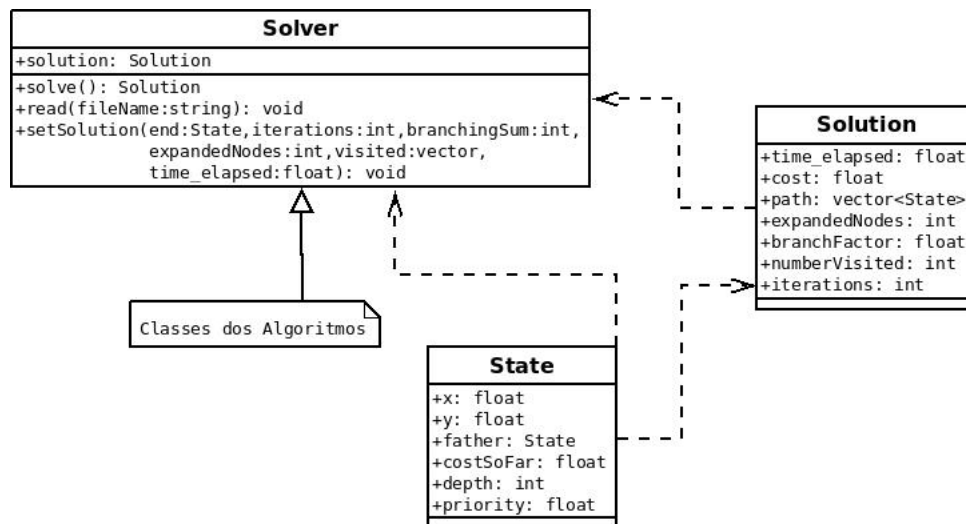 Solver
+solution: Solution
+solve(): Solution
+read(fileName:string): void
+setSolution(end:State,iterations:int,branchingSum:int,
expandedNodes:int,visited:vector,
time_elapsed:float): void
Solution
+time_elapsed: float
+cost: float
+path: vector<State>
+expandedNodes: int
+branchFactor: float
+numberVisited: int
+iterations: int
Classes dos Algoritmos
State
+x: float
+y: float
+father: State
+costSoFar: float
+depth: int
+priority: float